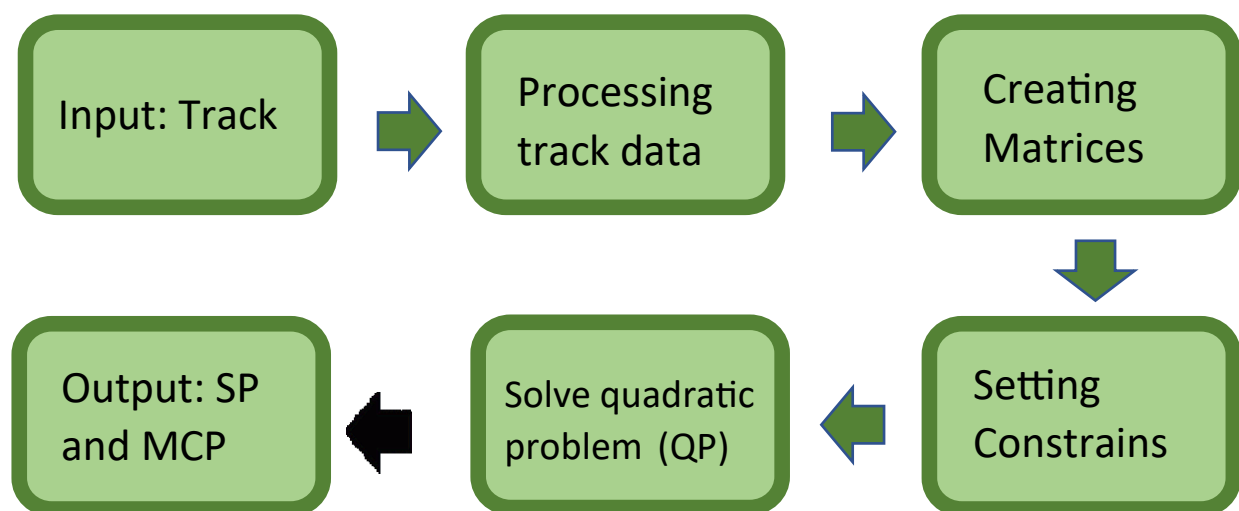 Input: Track
Processing
track data
Creating
Matrices
Setting
Constrains
Solve quadratic
problem (QP)
Output: SP
and MCP